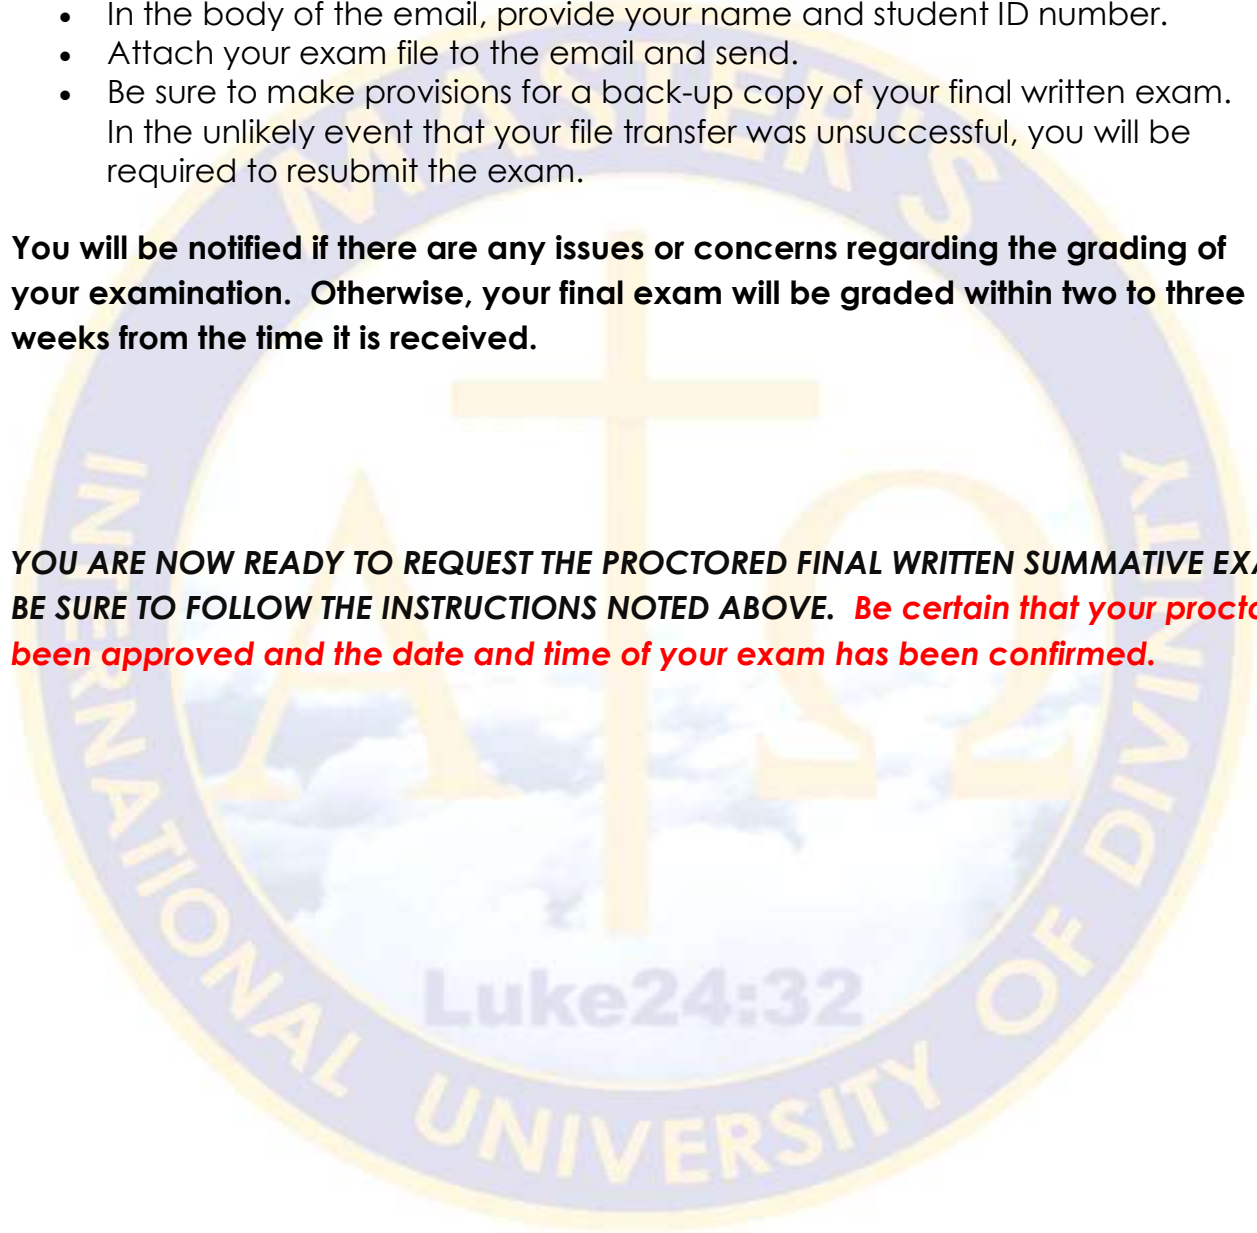 • In the body of the email, provide your name and student ID number.
• Attach your exam file to the email and send.
• Be sure to make provisions for a back-up copy of your final written exam.
In the unlikely event that your file transfer was unsuccessful, you will be
required to resubmit the exam.
You will be notified if there are any issues or concerns regarding the grading of
your examination.  Otherwise, your final exam will be graded within two to three
weeks from the time it is received.
YOU ARE NOW READY TO REQUEST THE PROCTORED FINAL WRITTEN SUMMATIVE
BE SURE TO FOLLOW THE INSTRUCTIONS NOTED ABOVE.  Be certain that your
been approved and the date and time of your exam has been confirmed.
MASTER'S
INTERNATIONAL UNIVERSITY OF DIVINITY
Α Ω
Luke24:32